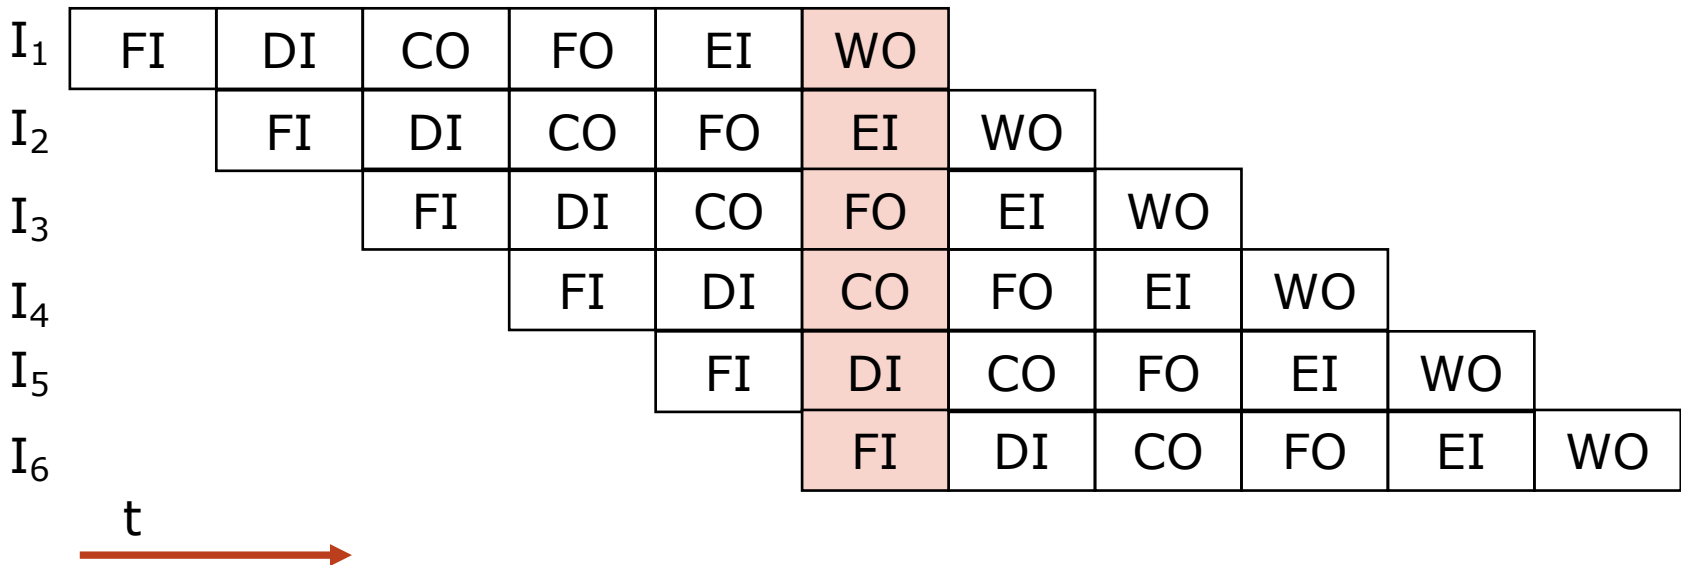 I₁ FI DI CO FO EI WO
I₂ FI DI CO FO EI WO
I₃ FI DI CO FO EI WO
I₄ FI DI CO FO EI WO
I₅ FI DI CO FO EI WO
I₆ FI DI CO FO EI WO
t